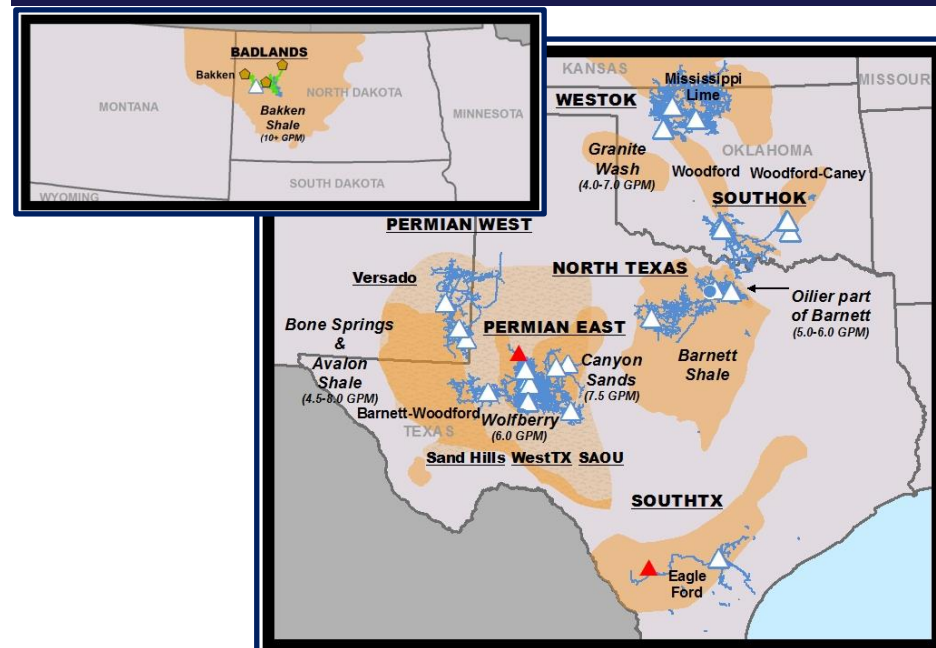 BADLANDS
Bakken
MONTANA
NORTH DAKOTA
Bakken
Shale
(10+ GPM)
MINNESOTA
SOUTH DAKOTA
WYOMING
KANSAS
MISSOUR
Mississippi
Lime
WESTOK
OKLAHOMA
Granite
Wash
(4.0-7.0 GPM)
Woodford
Woodford-Caney
SOUTHOK
PERMIAN WEST
Versado
NORTH TEXAS
Oilier part
of Barnett
(5.0-6.0 GPM)
Bone Springs
&
Avalon
Shale
(4.5-8.0 GPM)
PERMIAN EAST
Canyon
Sands
(7.5 GPM)
Barnett
Shale
Barnett-Woodford
TEXAS
Wolfberry
(6.0 GPM)
Sand Hills WestTX SAOU
SOUTHTX
Eagle
Ford